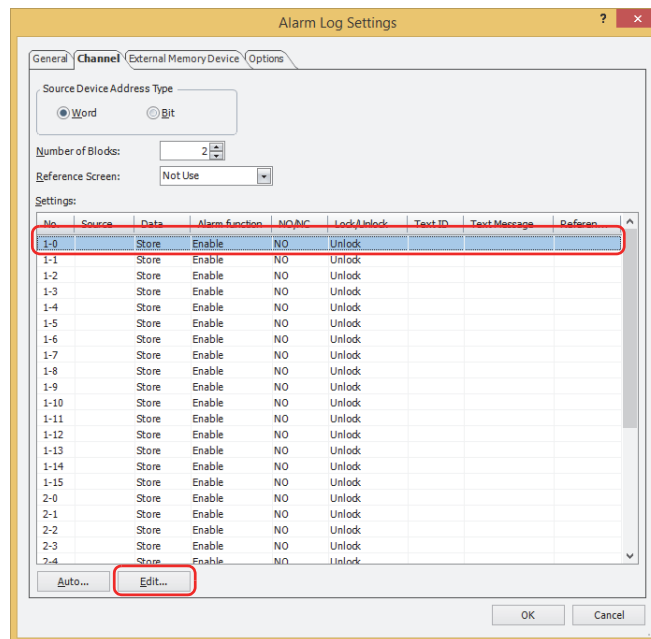 Alarm Log Settings ? ×
General Channel External Memory Device Options
Source Device Address Type
Word Bit
Number of Blocks: 2
Reference Screen: Not Use
Settings:
No. Source Data Alarm function NO/NC Lock/Unlock Text ID Text Message Referen...
1-0 Store Enable NO Unlock
1-1 Store Enable NO Unlock
1-2 Store Enable NO Unlock
1-3 Store Enable NO Unlock
1-4 Store Enable NO Unlock
1-5 Store Enable NO Unlock
1-6 Store Enable NO Unlock
1-7 Store Enable NO Unlock
1-8 Store Enable NO Unlock
1-9 Store Enable NO Unlock
1-10 Store Enable NO Unlock
1-11 Store Enable NO Unlock
1-12 Store Enable NO Unlock
1-13 Store Enable NO Unlock
1-14 Store Enable NO Unlock
1-15 Store Enable NO Unlock
2-0 Store Enable NO Unlock
2-1 Store Enable NO Unlock
2-2 Store Enable NO Unlock
2-3 Store Enable NO Unlock
2-4 Store Enable NO Unlock
Auto... Edit...
OK Cancel